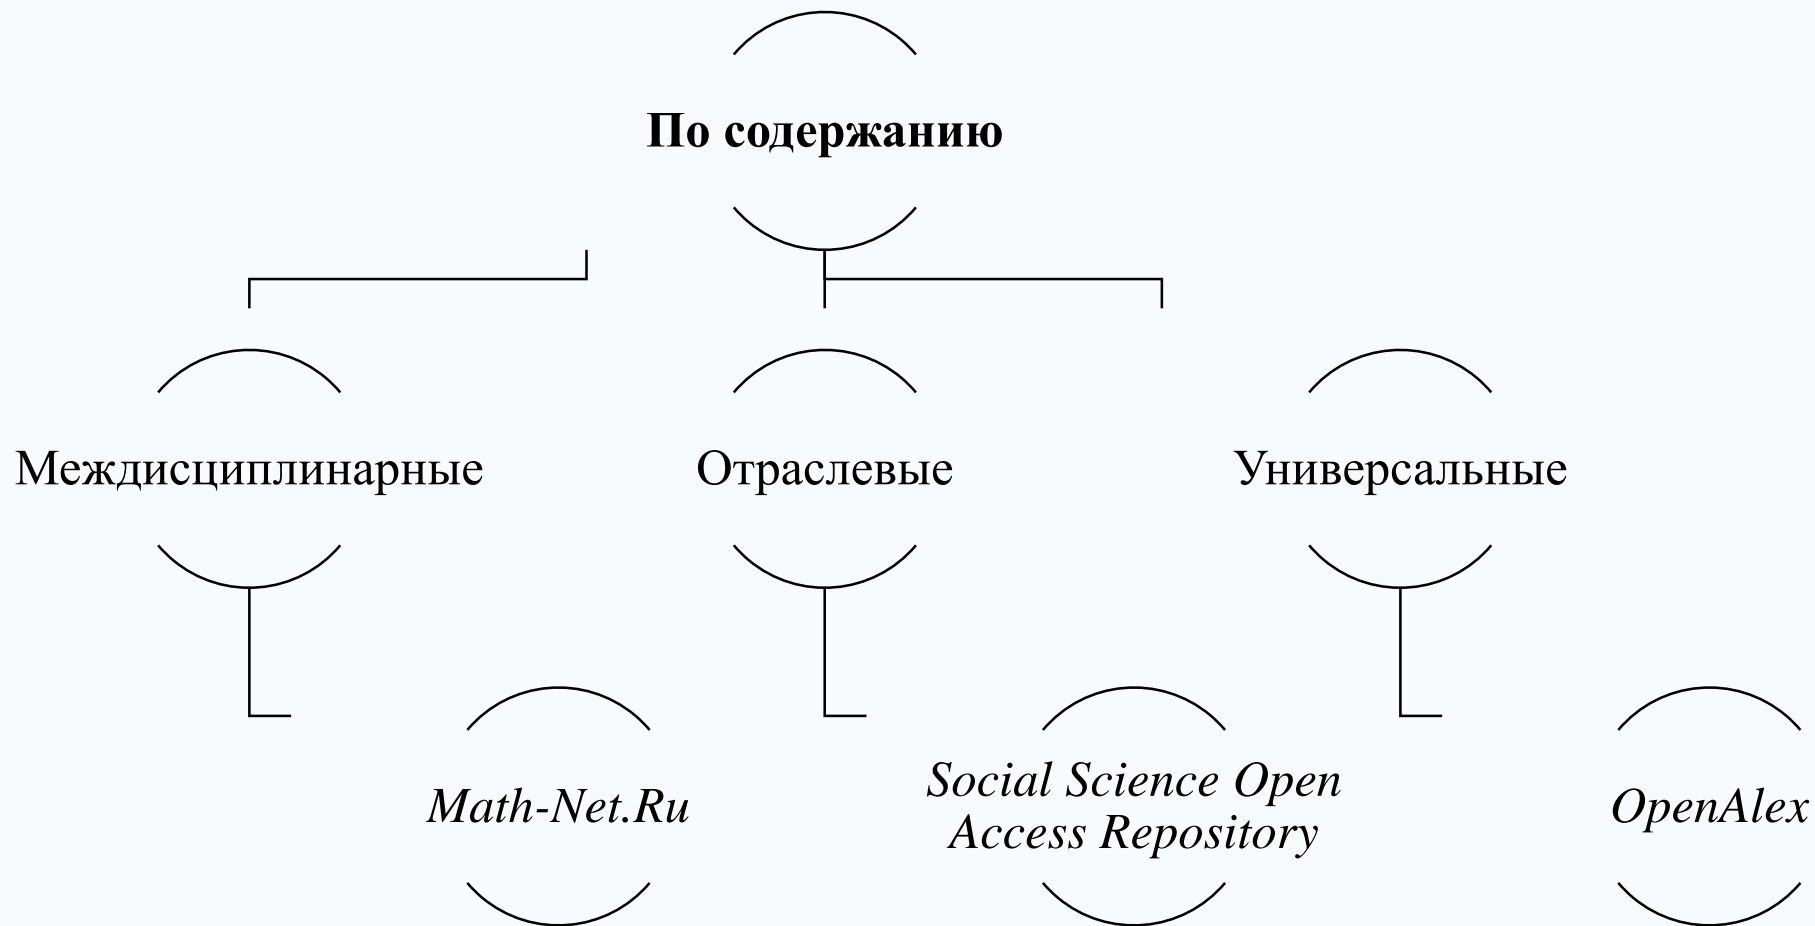 По содержанию
Междисциплинарные
Отраслевые
Универсальные
Math-Net.Ru
Social Science Open
Access Repository
OpenAlex